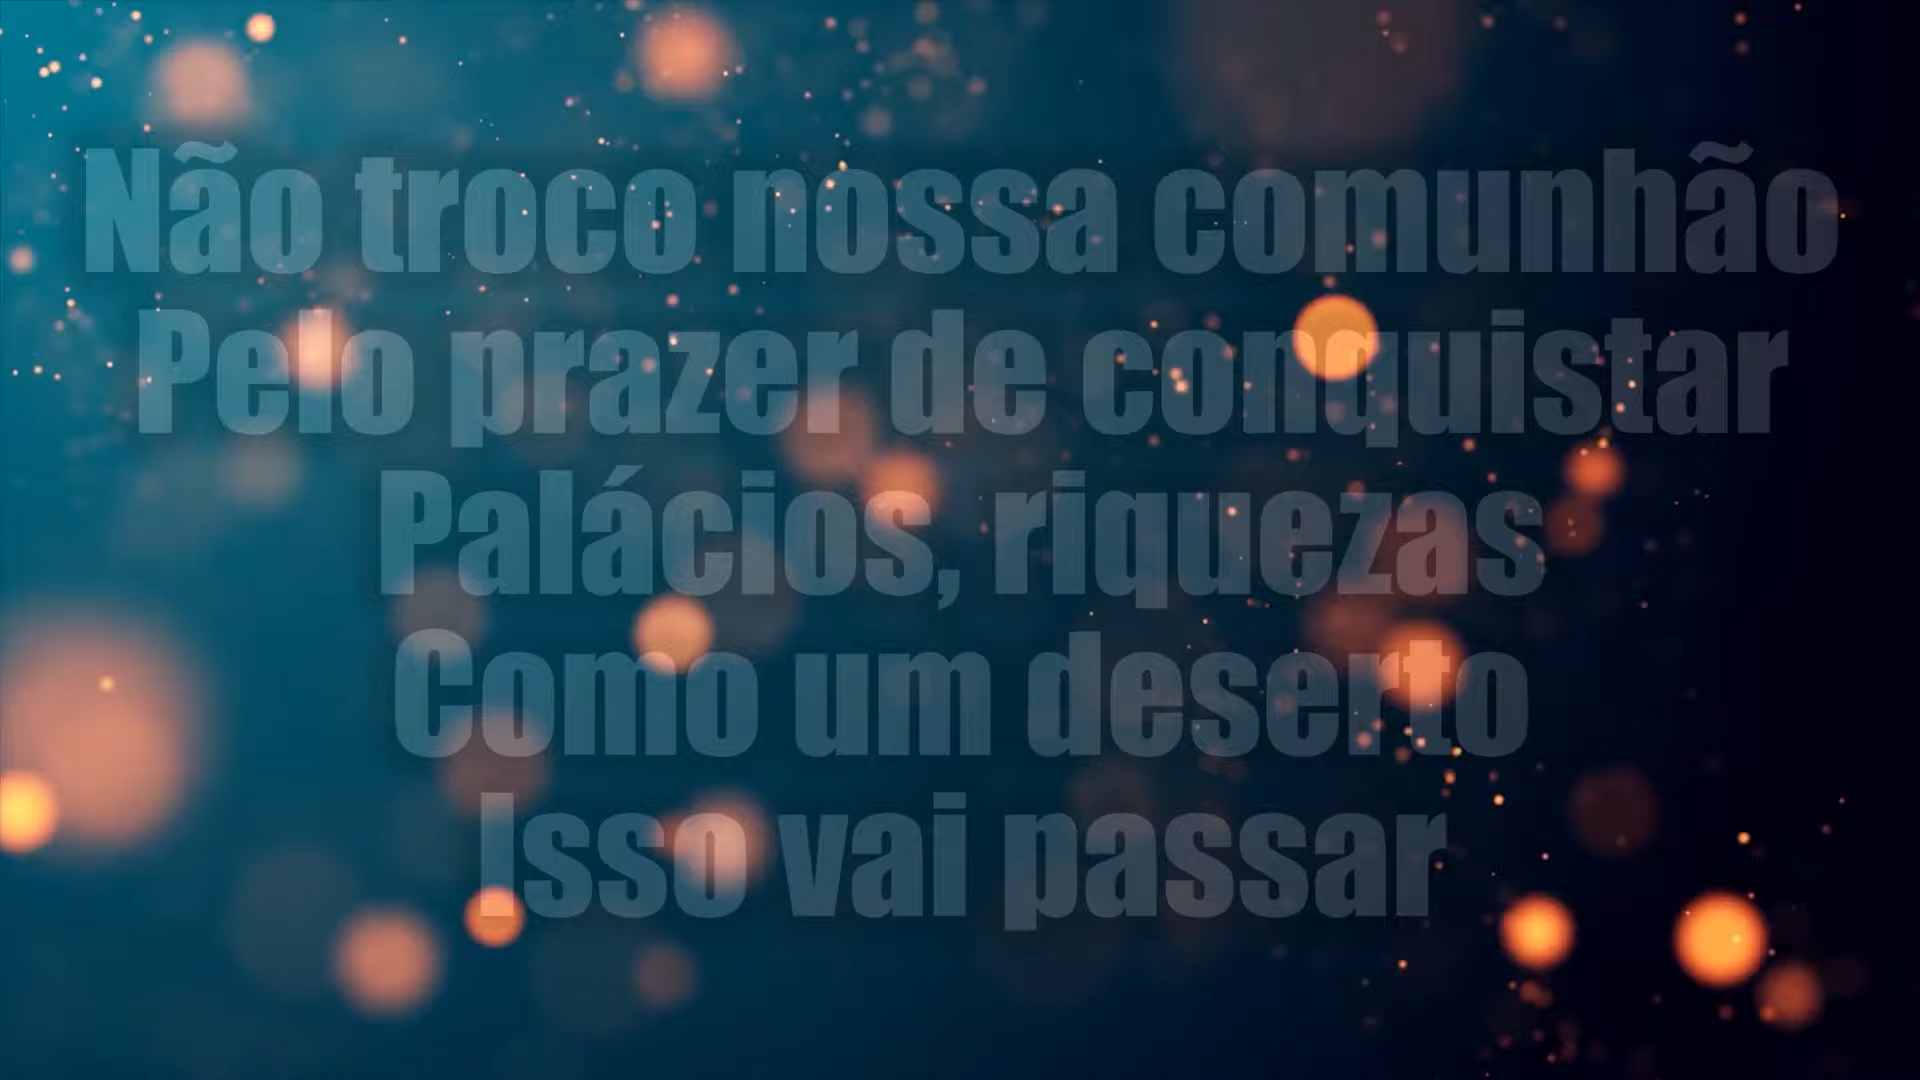 Não troco nossa comunhão
Pelo prazer de conquistar
Palácios, riquezas
Como um deserto
Isso vai passar